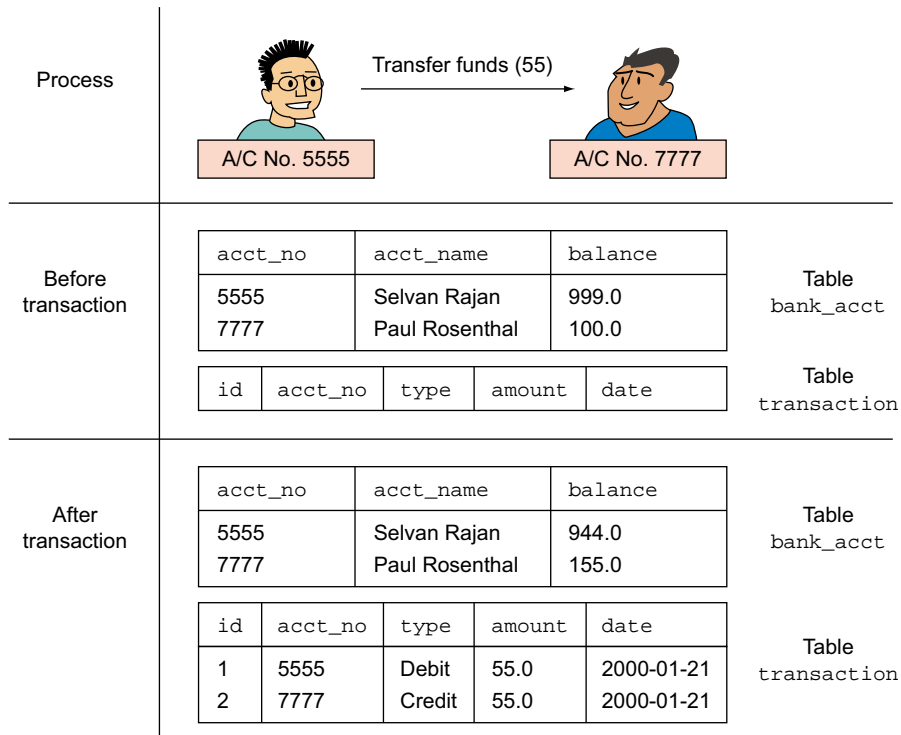 Process
Transfer funds (55)
A/C No. 5555
A/C No. 7777
Before
transaction
acct_no acct_name balance
5555 Selvan Rajan 999.0
7777 Paul Rosenthal 100.0
Table
bank_acct
id acct_no type amount date
Table
transaction
After
transaction
acct_no acct_name balance
5555 Selvan Rajan 944.0
7777 Paul Rosenthal 155.0
Table
bank_acct
id acct_no type amount date
1 5555 Debit 55.0 2000-01-21
2 7777 Credit 55.0 2000-01-21
Table
transaction